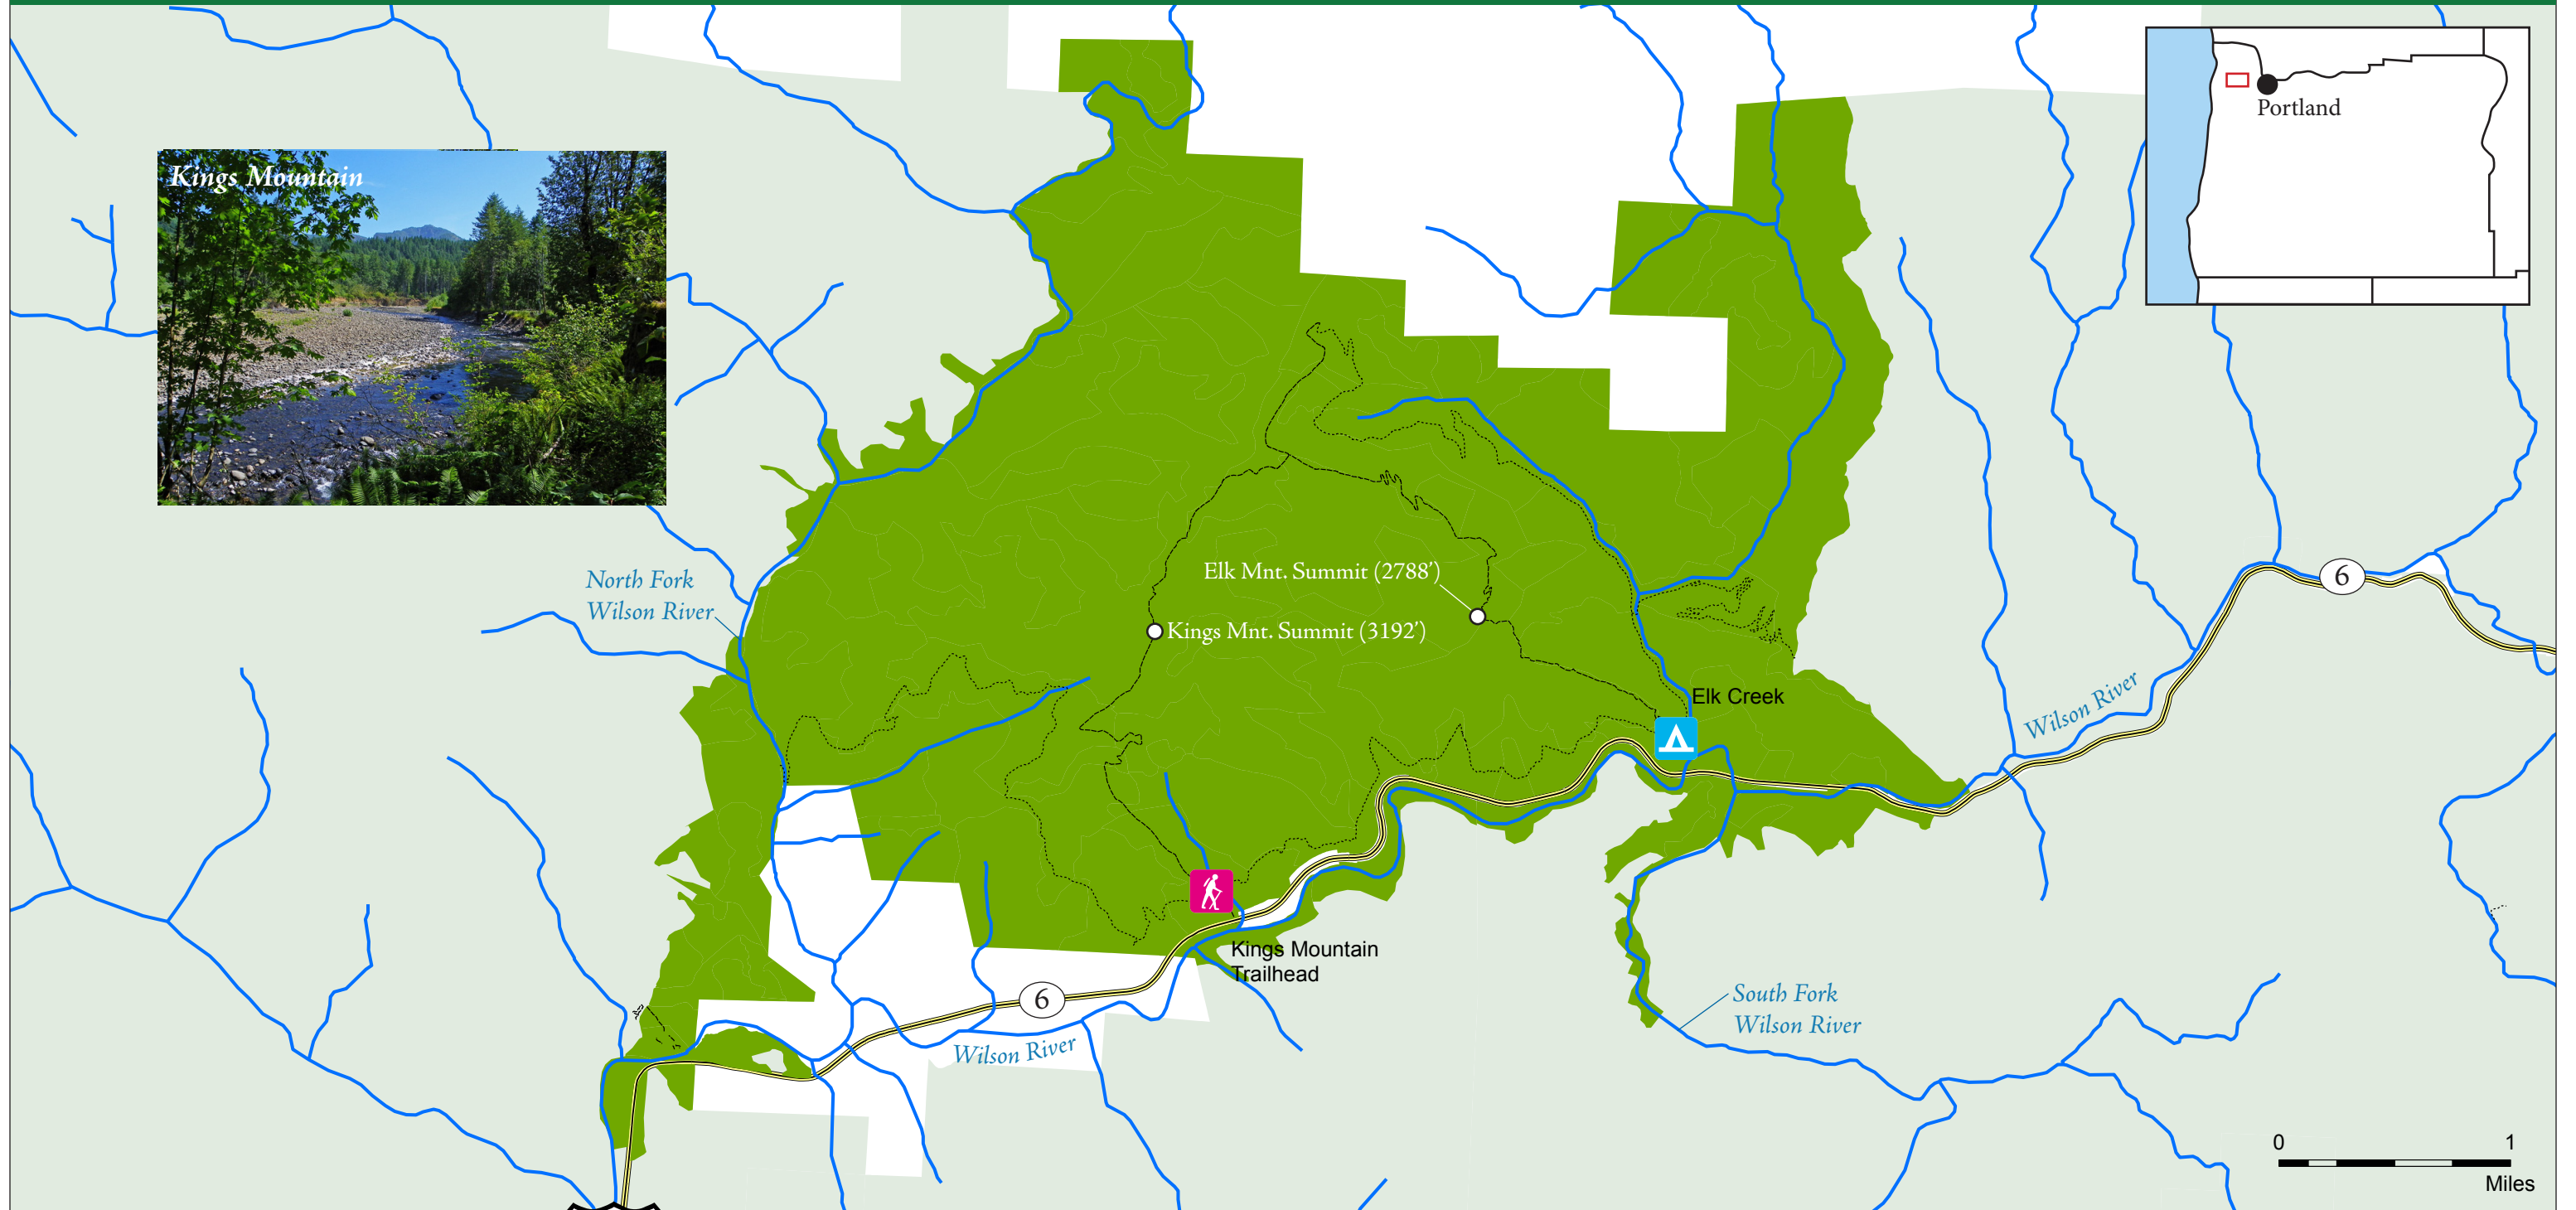 Kings Mountain
Portland
North Fork
Wilson River
Elk Mnt. Summit (2788')
Kings Mnt. Summit (3192')
6
Elk Creek
Wilson River
Kings Mountain
Trailhead
6
Wilson River
South Fork
Wilson River
0 1
Miles